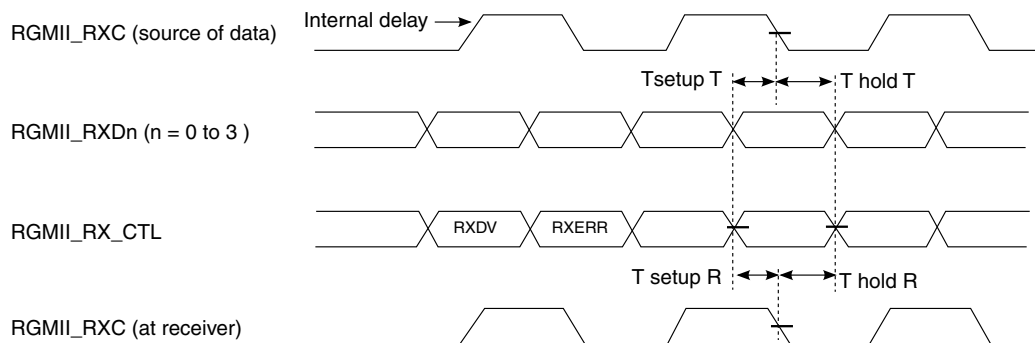 Internal delay
RGMII_RXC (source of data)
Tsetup T
T hold T
RGMII_RXDn (n = 0 to 3 )
RGMII_RX_CTL
RXDV
RXERR
T setup R
T hold R
RGMII_RXC (at receiver)